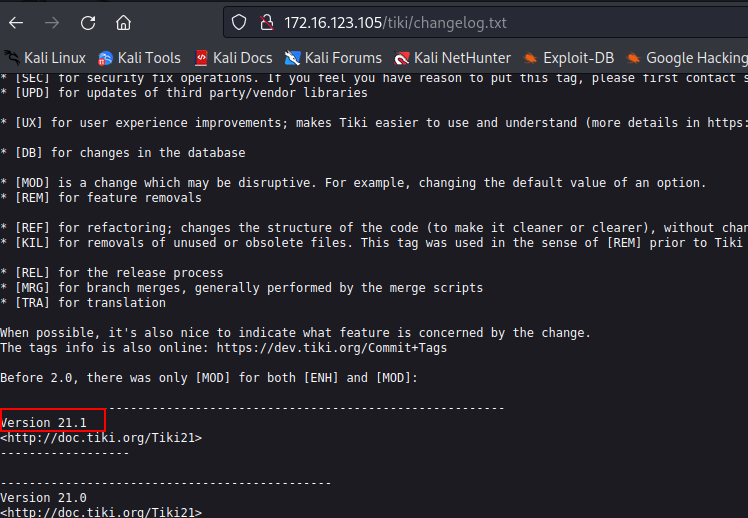 172.16.123.105/tiki/changelog.txt
Kali Linux Kali Tools Kali Docs Kali Forums Kali NetHunter Exploit-DB Google Hacking
* [SEC] for security fix operations. If you feel you have reason to put this tag, please first contact s
* [UPD] for updates of third party/vendor libraries
* [UX] for user experience improvements; makes Tiki easier to use and understand (more details in https:
* [DB] for changes in the database
* [MOD] is a change which may be disruptive. For example, changing the default value of an option.
* [REM] for feature removals
* [REF] for refactoring; changes the structure of the code (to make it cleaner or clearer), without chan
* [KIL] for removals of unused or obsolete files. This tag was used in the sense of [REM] prior to Tiki
* [REL] for the release process
* [MRG] for branch merges, generally performed by the merge scripts
* [TRA] for translation
When possible, it's also nice to indicate what feature is concerned by the change.
The tags info is also online: https://dev.tiki.org/Commit+Tags
Before 2.0, there was only [MOD] for both [ENH] and [MOD]:
Version 21.1
<http://doc.tiki.org/Tiki21>
------------------
----------------------------------------------
Version 21.0
<http://doc.tiki.org/Tiki21>